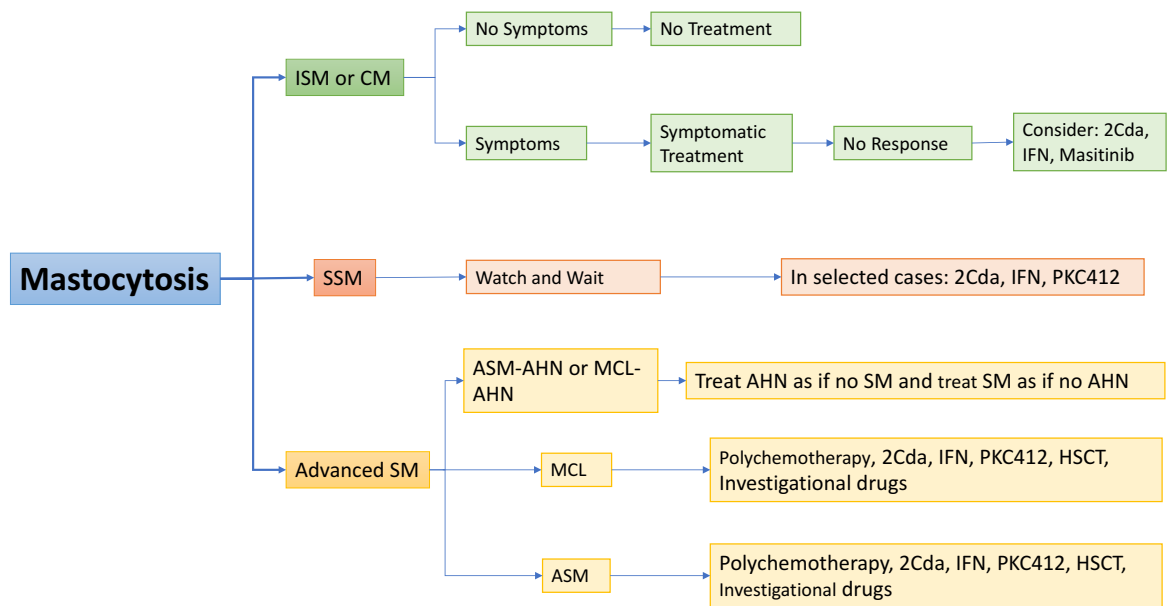 No Symptoms
No Treatment
ISM or CM
Symptoms
Symptomatic
Treatment
No Response
Consider: 2Cda,
IFN, Masitinib
Mastocytosis
SSM
Watch and Wait
In selected cases: 2Cda, IFN, PKC412
ASM-AHN or MCL-
AHN
Treat AHN as if no SM and treat SM as if no AHN
Advanced SM
MCL
Polychemotherapy, 2Cda, IFN, PKC412, HSCT,
Investigational drugs
ASM
Polychemotherapy, 2Cda, IFN, PKC412, HSCT,
Investigational drugs